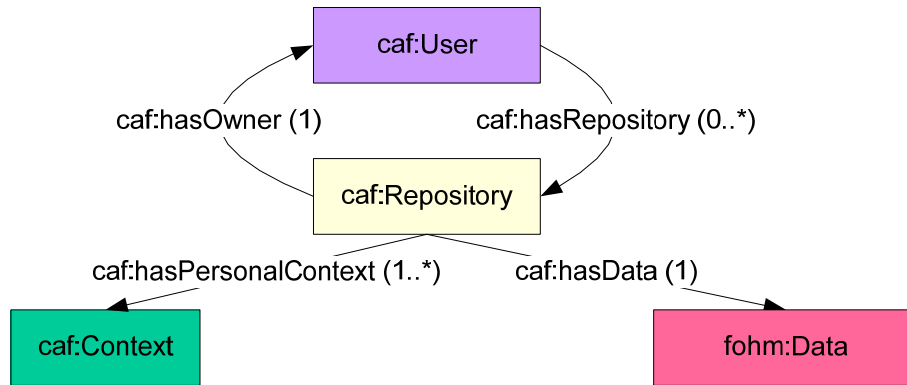 caf:User
caf:hasOwner (1)
caf:hasRepository (0..*)
caf:Repository
caf:hasPersonalContext (1..*)
caf:hasData (1)
caf:Context
fohm:Data